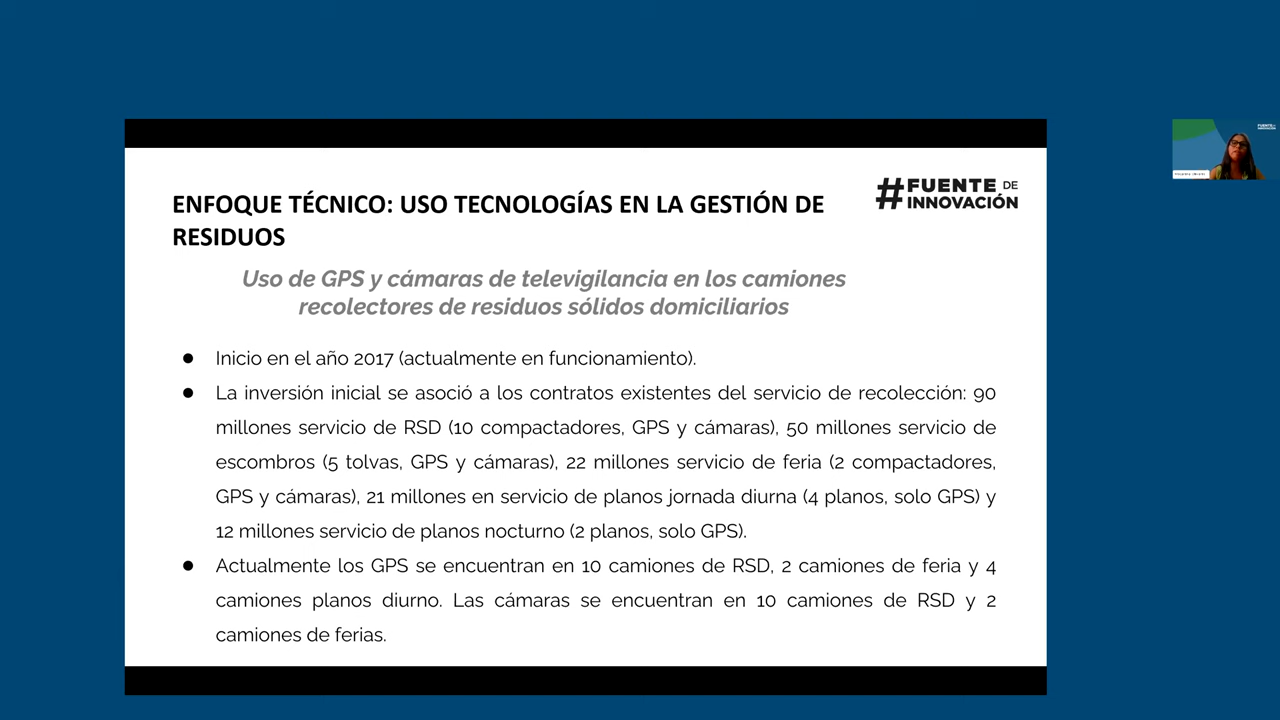 #FUENTE DE
INNOVACIÓN
ENFOQUE TÉCNICO: USO TECNOLOGÍAS EN LA GESTIÓN DE
RESIDUOS
Uso de GPS y cámaras de televigilancia en los camiones
recolectores de residuos sólidos domiciliarios
● Inicio en el año 2017 (actualmente en funcionamiento).
● La inversión inicial se asoció a los contratos existentes del servicio de recolección: 90
millones servicio de RSD (10 compactadores, GPS y cámaras), 50 millones servicio de
escombros (5 tolvas, GPS y cámaras), 22 millones servicio de feria (2 compactadores,
GPS y cámaras), 21 millones en servicio de planos jornada diurna (4 planos, solo GPS) y
12 millones servicio de planos nocturno (2 planos, solo GPS).
● Actualmente los GPS se encuentran en 10 camiones de RSD, 2 camiones de feria y 4
camiones planos diurno. Las cámaras se encuentran en 10 camiones de RSD y 2
camiones de ferias.
FUENTE DE
INNOVACIÓN